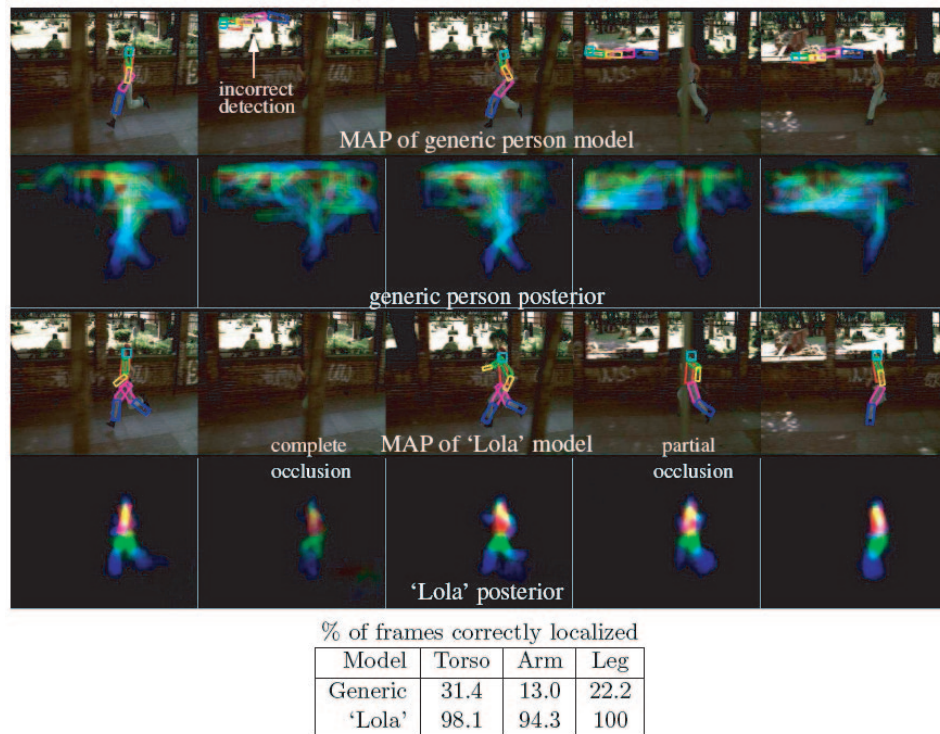 incorrect
detection
MAP of generic person model
generic person posterior
complete
MAP of ‘Lola’ model
partial
occlusion
occlusion
‘Lola’ posterior
% of frames correctly localized
Model Torso Arm Leg
Generic 31.4 13.0 22.2
‘Lola’ 98.1 94.3 100